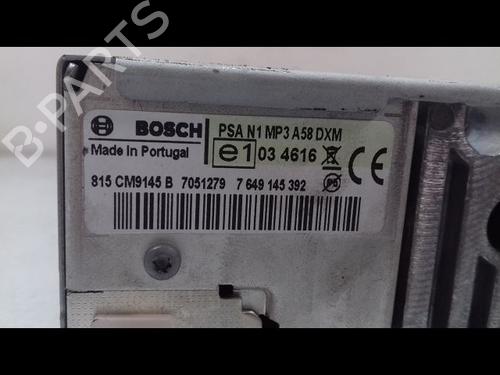 BOSCH
PSA N1 MP3 A58 DXM
Made in Portugal
e1 03 4616 CE
815 CM9145 B 7051279 7 649 145 392